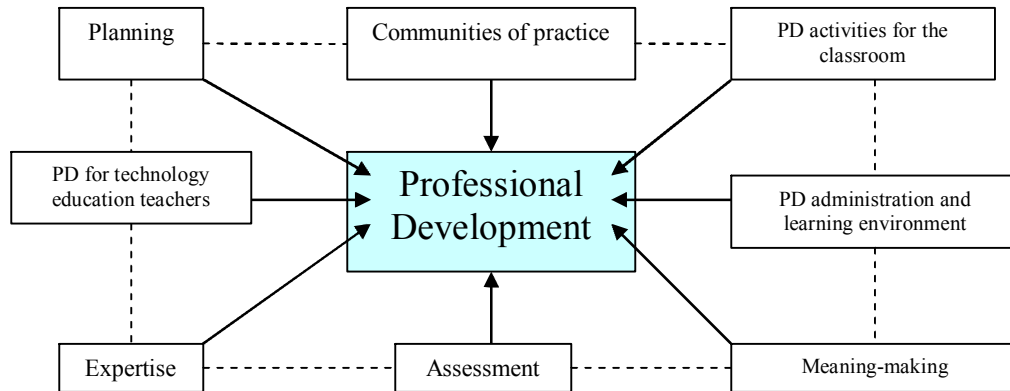 Planning
Communities of practice
PD activities for the
classroom
PD for technology
education teachers
Professional
Development
PD administration and
learning environment
Expertise
Assessment
Meaning-making